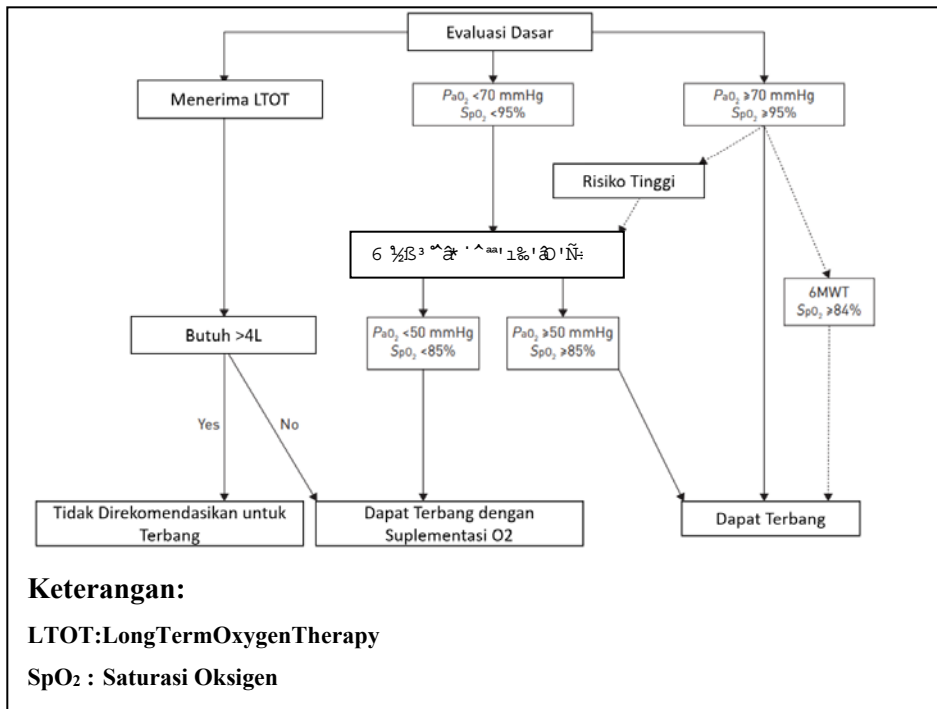 Evaluasi Dasar
Menerima LTOT
PaO₂ <70 mmHg
SpO₂ <95%
PaO₂ ≥70 mmHg
SpO₂ ≥95%
Risiko Tinggi
6MWT
SpO₂ ≥84%
Butuh >4L
PaO₂ <50 mmHg
SpO₂ <85%
PaO₂ ≥50 mmHg
SpO₂ ≥85%
Yes
No
Tidak Direkomendasikan untuk
Terbang
Dapat Terbang dengan
Suplementasi O2
Dapat Terbang
Keterangan:
LTOT:LongTermOxygenTherapy
SpO₂ : Saturasi Oksigen